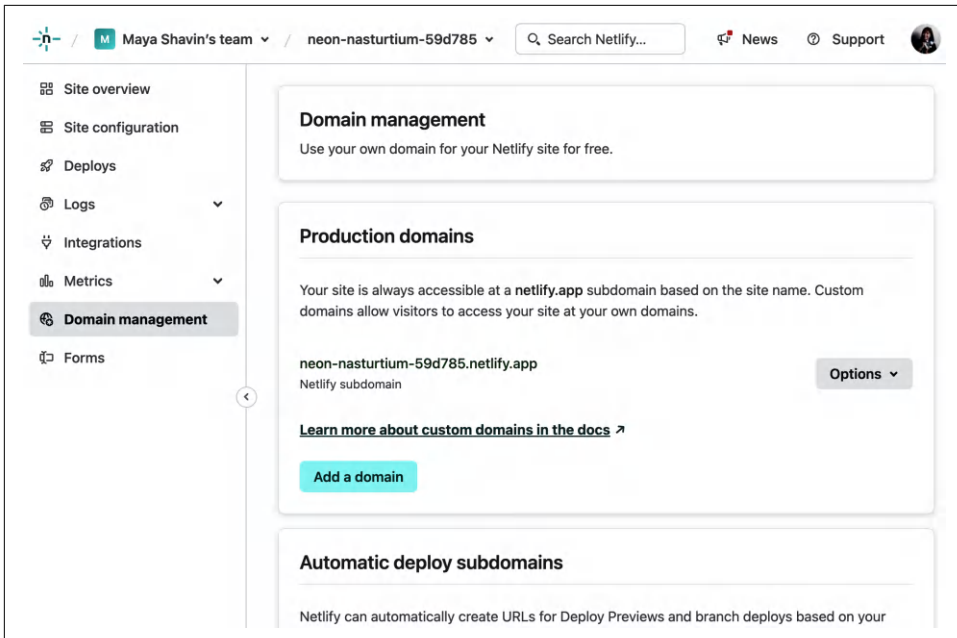 n / M Maya Shavin's team / neon-nasturtium-59d785 Search Netlify... News Support
Site overview
Site configuration
Deploys
Logs
Integrations
Metrics
Domain management
Forms
Domain management
Use your own domain for your Netlify site for free.
Production domains
Your site is always accessible at a netlify.app subdomain based on the site name. Custom
domains allow visitors to access your site at your own domains.
neon-nasturtium-59d785.netlify.app
Netlify subdomain
Options
Learn more about custom domains in the docs
Add a domain
Automatic deploy subdomains
Netlify can automatically create URLs for Deploy Previews and branch deploys based on your